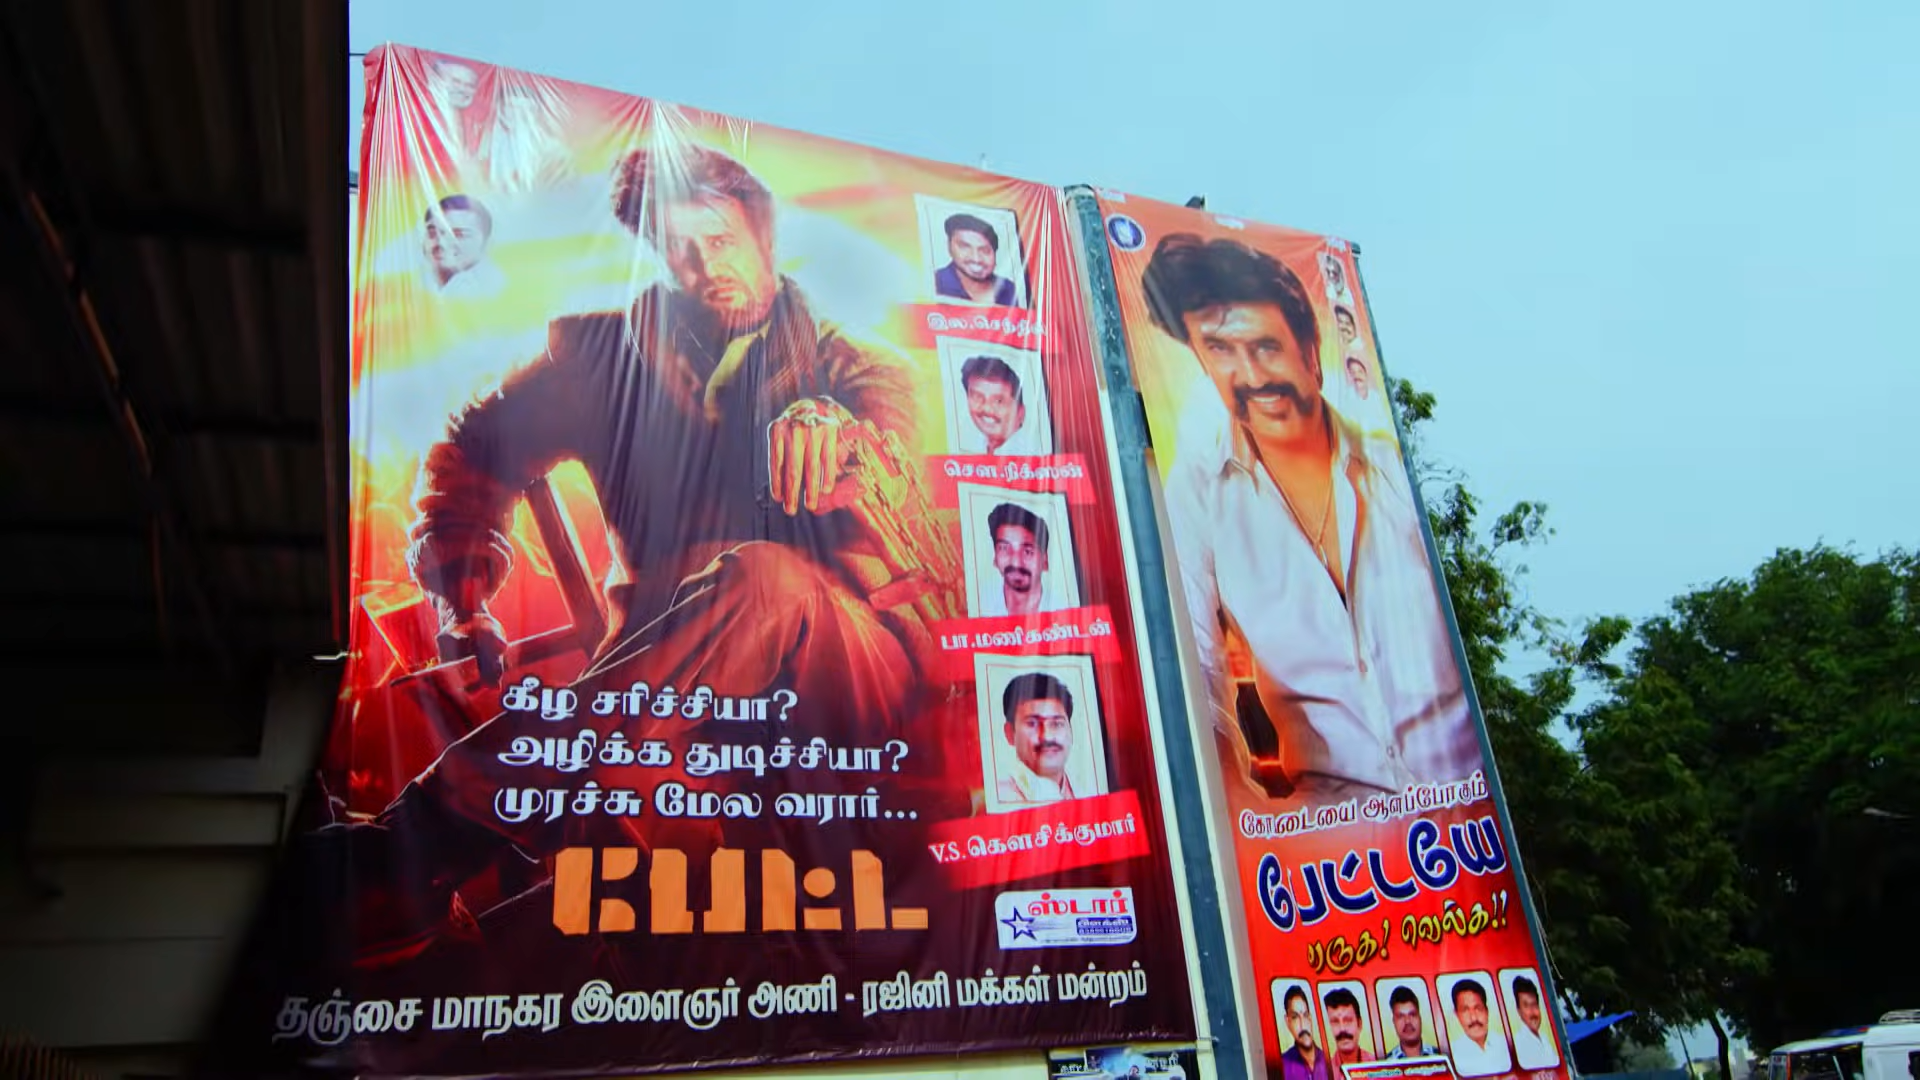 இல.செந்தில்
சௌ.நிக்ஸன்
பா.மணிகண்டன்
V.S.கௌசிக்குமார்
கீழ சரிச்சியா?
அழிக்க துடிச்சியா?
முரச்சு மேல வரார்...
பேட்ட
ஸ்டார்
தஞ்சை மாநகர இளைஞர் அணி - ரஜினி மக்கள் மன்றம்
கோட்டையை ஆளப்போகும்
பேட்டயே
வருக! வெல்க!!